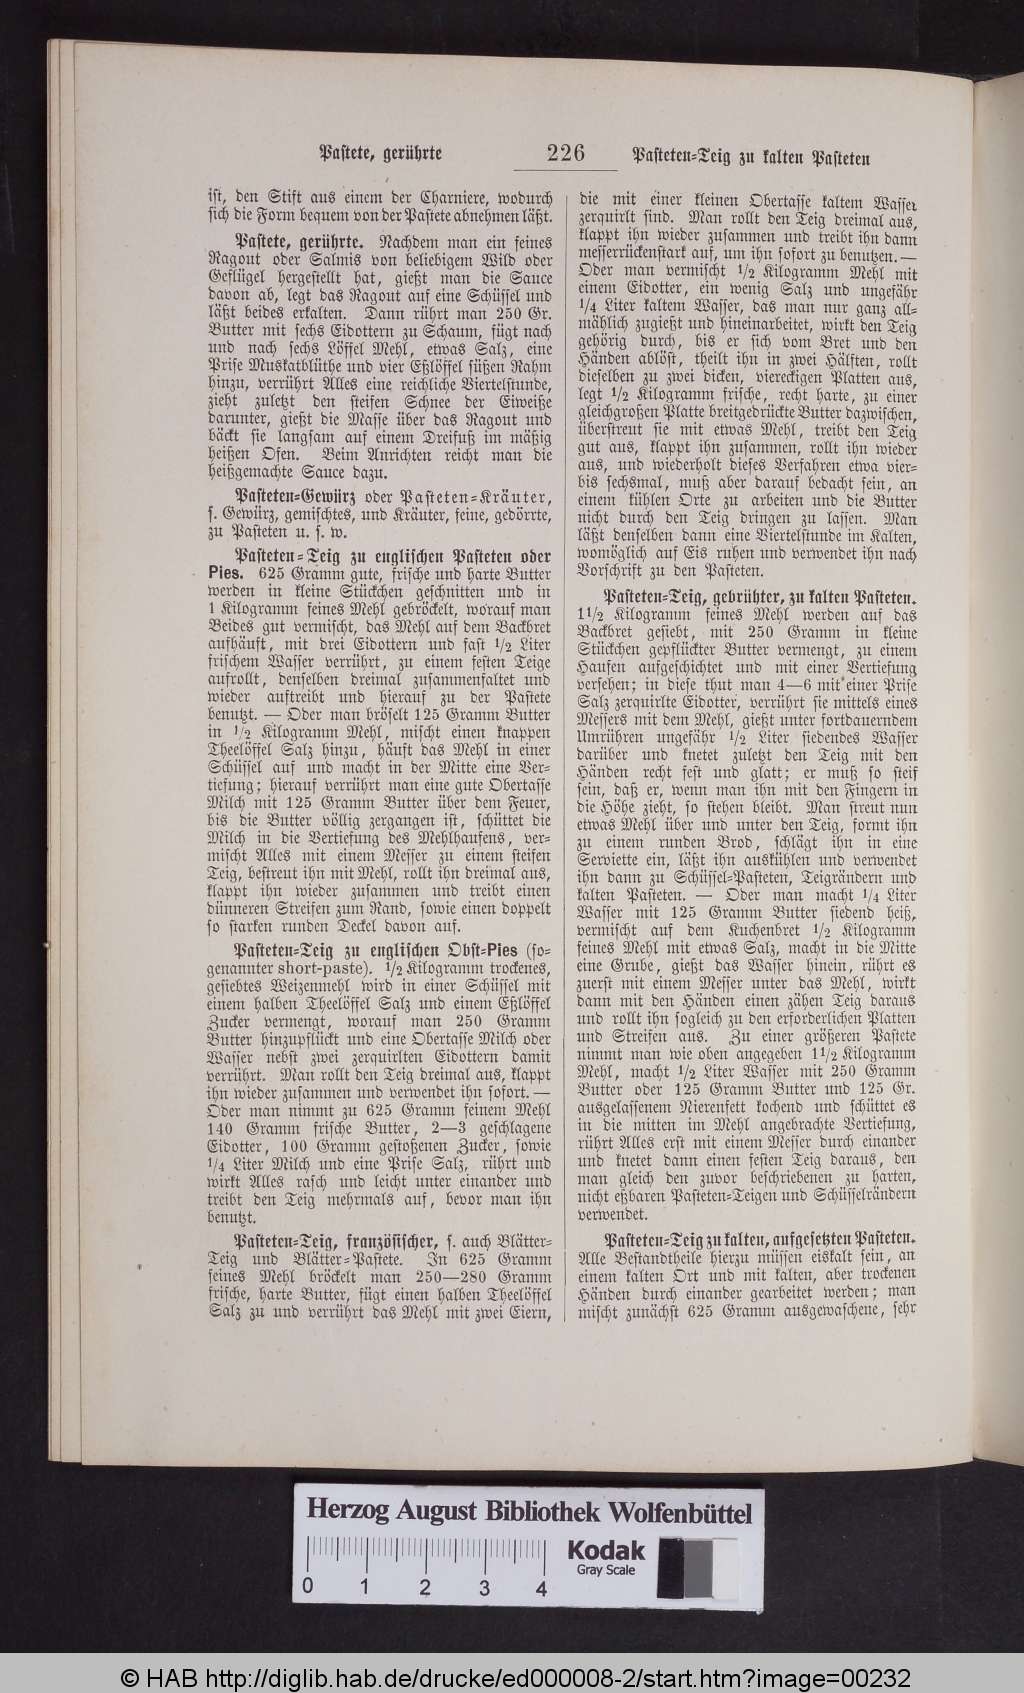 Pastete, gerührte 226 Pasteten-Teig zu kalten Pasteten
ist, den Stift aus einem der Charniere, wodurch
sich die Form bequem von der Pastete abnehmen läßt.
Pastete, gerührte. Nachdem man ein feines
Ragout oder Salmis von beliebigem Wild oder
Geflügel hergestellt hat, gießt man die Sauce
davon ab, legt das Ragout auf eine Schüssel und
läßt beides erkalten. Dann rührt man 250 Gr.
Butter mit sechs Eidottern zu Schaum, fügt nach
und nach sechs Löffel Mehl, etwas Salz, eine
Prise Muskatblüthe und vier Eßlöffel süßen Rahm
hinzu, verrührt Alles eine reichliche Viertelstunde,
zieht zuletzt den steifen Schnee der Eiweiße
darunter, gießt die Masse über das Ragout und
bäckt sie langsam auf einem Dreifuß im mäßig
heißen Ofen. Beim Anrichten reicht man die
heißgemachte Sauce dazu.
Pasteten-Gewürz oder Pasteten-Kräuter,
s. Gewürz, gemischtes, und Kräuter, feine, gedörrte,
zu Pasteten u. s. w.
Pasteten-Teig zu englischen Pasteten oder
Pies. 625 Gramm gute, frische und harte Butter
werden in kleine Stückchen geschnitten und in
1 Kilogramm feines Mehl gebröckelt, worauf man
Beides gut vermischt, das Mehl auf dem Backbret
aufhäuft, mit drei Eidottern und fast 1/2 Liter
frischem Wasser verrührt, zu einem festen Teige
aufrollt, denselben dreimal zusammenfaltet und
wieder auftreibt und hierauf zu der Pastete
benutzt. — Oder man bröselt 125 Gramm Butter
in 1/2 Kilogramm Mehl, mischt einen knappen
Theelöffel Salz hinzu, häuft das Mehl in einer
Schüssel auf und macht in der Mitte eine Ver-
tiefung; hierauf verrührt man eine gute Obertasse
Milch mit 125 Gramm Butter über dem Feuer,
bis die Butter völlig zergangen ist, schüttet die
Milch in die Vertiefung des Mehlhaufens, ver-
mischt Alles mit einem Messer zu einem steifen
Teig, bestreut ihn mit Mehl, rollt ihn dreimal aus,
klappt ihn wieder zusammen und treibt einen
dünneren Streifen zum Rand, sowie einen doppelt
so starken runden Deckel davon auf.
Pasteten-Teig zu englischen Obst-Pies (so-
genannter short-paste). 1/2 Kilogramm trockenes,
gesiebtes Weizenmehl wird in einer Schüssel mit
einem halben Theelöffel Salz und einem Eßlöffel
Zucker vermengt, worauf man 250 Gramm
Butter hinzupflückt und eine Obertasse Milch oder
Wasser nebst zwei zerquirlten Eidottern damit
verrührt. Man rollt den Teig dreimal aus, klappt
ihn wieder zusammen und verwendet ihn sofort. —
Oder man nimmt zu 625 Gramm feinem Mehl
140 Gramm frische Butter, 2—3 geschlagene
Eidotter, 100 Gramm gestoßenen Zucker, sowie
1/4 Liter Milch und eine Prise Salz, rührt und
wirkt Alles rasch und leicht unter einander und
treibt den Teig mehrmals auf, bevor man ihn
benutzt.
Pasteten-Teig, französischer, s. auch Blätter-
Teig und Blätter-Pastete. In 625 Gramm
feines Mehl bröckelt man 250—280 Gramm
frische, harte Butter, fügt einen halben Theelöffel
Salz zu und verrührt das Mehl mit zwei Eiern,
die mit einer kleinen Obertasse kaltem Wasser
zerquirlt sind. Man rollt den Teig dreimal aus,
klappt ihn wieder zusammen und treibt ihn dann
messerrückenstark auf, um ihn sofort zu benutzen. —
Oder man vermischt 1/2 Kilogramm Mehl mit
einem Eidotter, ein wenig Salz und ungefähr
1/4 Liter kaltem Wasser, das man nur ganz all-
mählich zugießt und hineinarbeitet, wirkt den Teig
gehörig durch, bis er sich vom Bret und den
Händen ablöst, theilt ihn in zwei Hälften, rollt
dieselben zu zwei dicken, viereckigen Platten aus,
legt 1/2 Kilogramm frische, recht harte, zu einer
gleichgroßen Platte breitgedrückte Butter dazwischen,
überstreut sie mit etwas Mehl, treibt den Teig
gut aus, klappt ihn zusammen, rollt ihn wieder
aus, und wiederholt dieses Verfahren etwa vier-
bis sechsmal, muß aber darauf bedacht sein, an
einem kühlen Orte zu arbeiten und die Butter
nicht durch den Teig dringen zu lassen. Man
läßt denselben dann eine Viertelstunde im Kalten,
womöglich auf Eis ruhen und verwendet ihn nach
Vorschrift zu den Pasteten.
Pasteten-Teig, gebrühter, zu kalten Pasteten.
11/2 Kilogramm feines Mehl werden auf das
Backbret gesiebt, mit 250 Gramm in kleine
Stückchen gepflückter Butter vermengt, zu einem
Haufen aufgeschichtet und mit einer Vertiefung
versehen; in diese thut man 4—6 mit einer Prise
Salz zerquirlte Eidotter, verrührt sie mittels eines
Messers mit dem Mehl, gießt unter fortdauerndem
Umrühren ungefähr 1/2 Liter siedendes Wasser
darüber und knetet zuletzt den Teig mit den
Händen recht fest und glatt; er muß so steif
sein, daß er, wenn man ihn mit den Fingern in
die Höhe zieht, so stehen bleibt. Man streut nun
etwas Mehl über und unter den Teig, formt ihn
zu einem runden Brod, schlägt ihn in eine
Serviette ein, läßt ihn auskühlen und verwendet
ihn dann zu Schüssel-Pasteten, Teigrändern und
kalten Pasteten. — Oder man macht 1/4 Liter
Wasser mit 125 Gramm Butter siedend heiß,
vermischt auf dem Kuchenbret 1/2 Kilogramm
feines Mehl mit etwas Salz, macht in die Mitte
eine Grube, gießt das Wasser hinein, rührt es
zuerst mit einem Messer unter das Mehl, wirkt
dann mit den Händen einen zähen Teig daraus
und rollt ihn sogleich zu den erforderlichen Platten
und Streifen aus. Zu einer größeren Pastete
nimmt man wie oben angegeben 11/2 Kilogramm
Mehl, macht 1/2 Liter Wasser mit 250 Gramm
Butter oder 125 Gramm Butter und 125 Gr.
ausgelassenem Nierenfett kochend und schüttet es
in die mitten im Mehl angebrachte Vertiefung,
rührt Alles erst mit einem Messer durch einander
und knetet dann einen festen Teig daraus, den
man gleich den zuvor beschriebenen zu harten,
nicht eßbaren Pasteten-Teigen und Schüsselrändern
verwendet.
Pasteten-Teig zu kalten, aufgesetzten Pasteten.
Alle Bestandtheile hierzu müssen eiskalt sein, an
einem kalten Ort und mit kalten, aber trockenen
Händen durch einander gearbeitet werden; man
mischt zunächst 625 Gramm ausgewaschene, sehr
Herzog August Bibliothek Wolfenbüttel
0 1 2 3 4
Kodak
Gray Scale
© HAB http://diglib.hab.de/drucke/ed000008-2/start.htm?image=00232